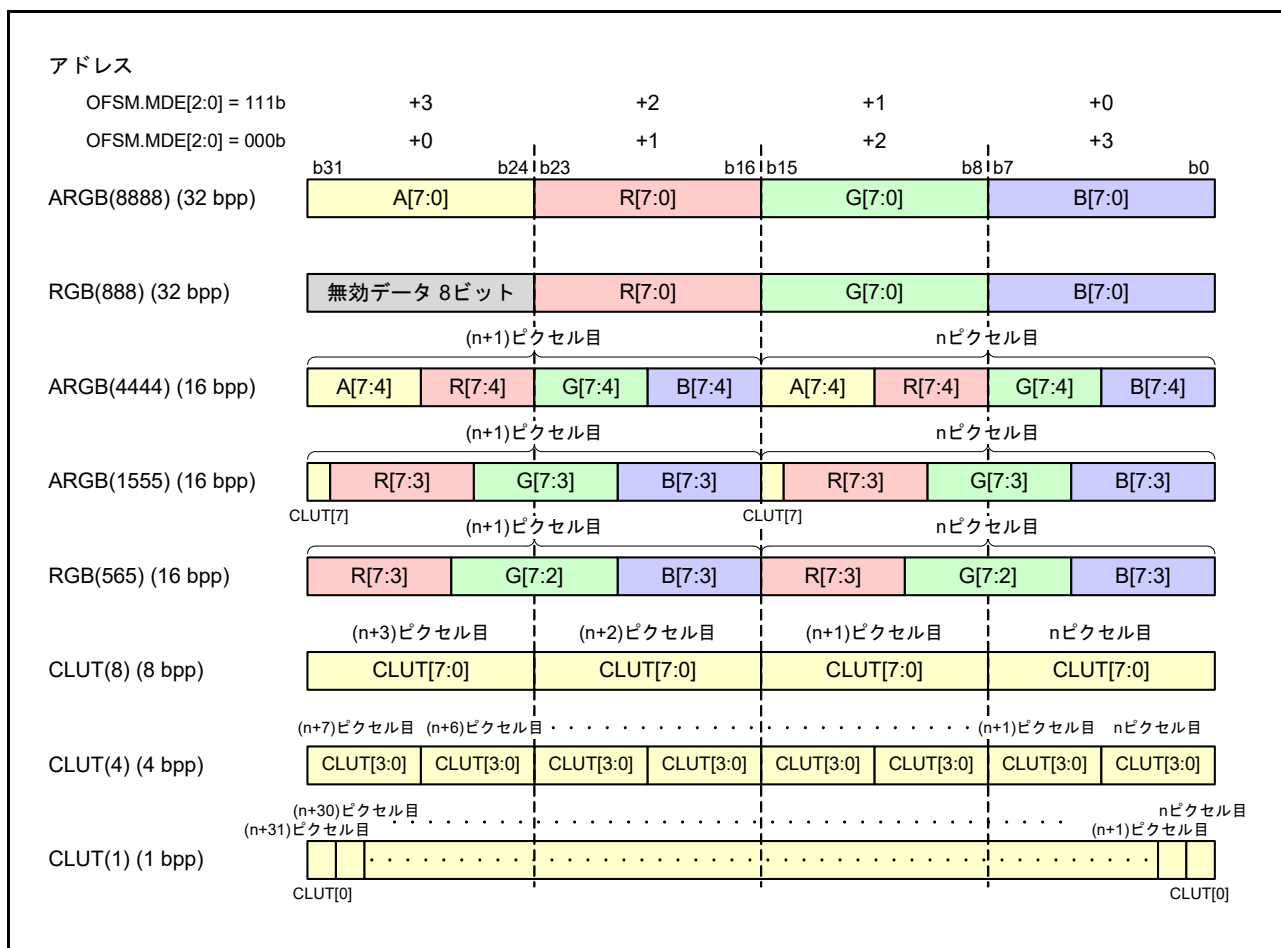 アドレス
OFSM.MDE[2:0] = 111b +3 +2 +1 +0
OFSM.MDE[2:0] = 000b +0 +1 +2 +3
b31 b24 b23 b16 b15 b8 b7 b0
ARGB(8888) (32 bpp) A[7:0] R[7:0] G[7:0] B[7:0]
RGB(888) (32 bpp) 無効データ 8ビット R[7:0] G[7:0] B[7:0]
(n+1)ピクセル目 nピクセル目
ARGB(4444) (16 bpp) A[7:4] R[7:4] G[7:4] B[7:4] A[7:4] R[7:4] G[7:4] B[7:4]
(n+1)ピクセル目 nピクセル目
ARGB(1555) (16 bpp) R[7:3] G[7:3] B[7:3] R[7:3] G[7:3] B[7:3]
CLUT[7] CLUT[7]
(n+1)ピクセル目 nピクセル目
RGB(565) (16 bpp) R[7:3] G[7:2] B[7:3] R[7:3] G[7:2] B[7:3]
(n+3)ピクセル目 (n+2)ピクセル目 (n+1)ピクセル目 nピクセル目
CLUT(8) (8 bpp) CLUT[7:0] CLUT[7:0] CLUT[7:0] CLUT[7:0]
(n+7)ピクセル目 (n+6)ピクセル目 (n+1)ピクセル目 nピクセル目
CLUT(4) (4 bpp) CLUT[3:0] CLUT[3:0] CLUT[3:0] CLUT[3:0] CLUT[3:0] CLUT[3:0] CLUT[3:0] CLUT[3:0]
(n+30)ピクセル目 nピクセル目
(n+31)ピクセル目 (n+1)ピクセル目
CLUT(1) (1 bpp)
CLUT[0] CLUT[0]